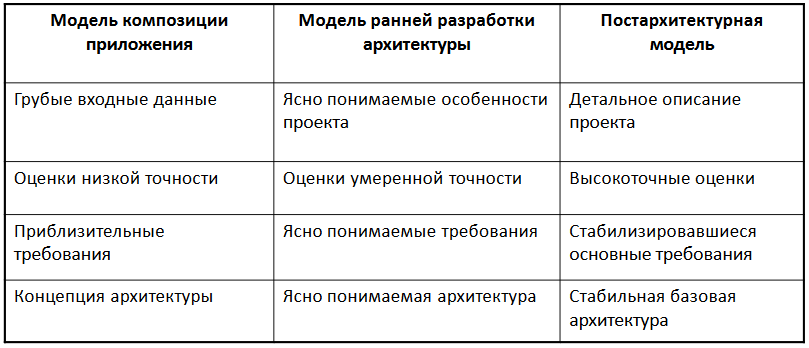 Модель композиции
приложения
Модель ранней разработки
архитектуры
Постархитектурная
модель
Грубые входные данные
Ясно понимаемые особенности
проекта
Детальное описание
проекта
Оценки низкой точности
Оценки умеренной точности
Высокоточные оценки
Приблизительные
требования
Ясно понимаемые требования
Стабилизировавшиеся
основные требования
Концепция архитектуры
Ясно понимаемая архитектура
Стабильная базовая
архитектура